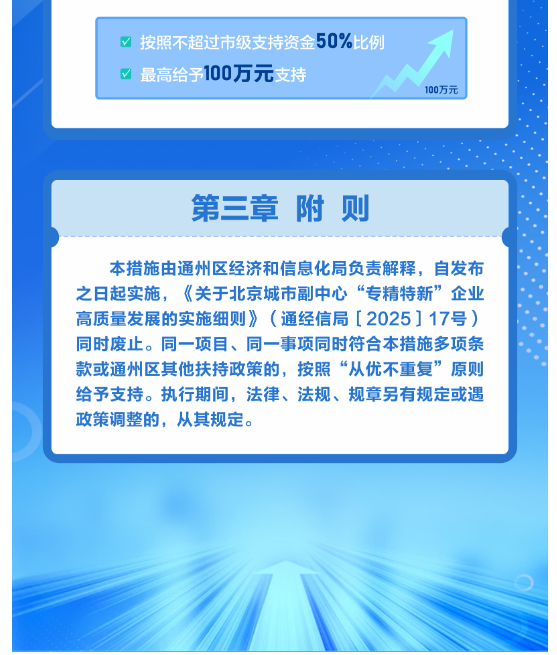 按照不超过市级支持资金50%比例
最高给予100万元支持
100万元
第三章 附 则
本措施由通州区经济和信息化局负责解释，自发布
之日起实施，《关于北京城市副中心“专精特新”企业
高质量发展的实施细则》（通经信局［2025］17号）
同时废止。同一项目、同一事项同时符合本措施多项条
款或通州区其他扶持政策的，按照“从优不重复”原则
给予支持。执行期间，法律、法规、规章另有规定或遇
政策调整的，从其规定。